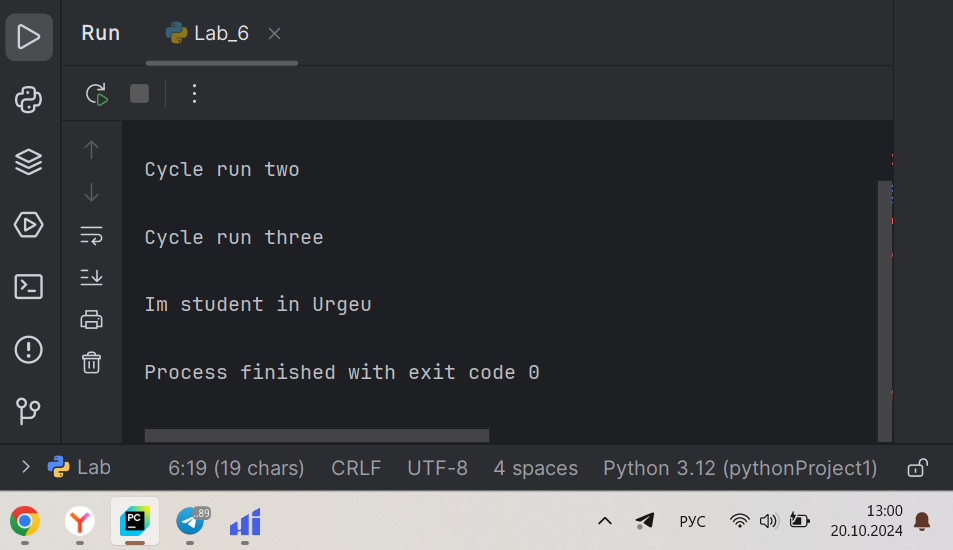 Run Lab_6
Cycle run two
Cycle run three
Im student in Urgeu
Process finished with exit code 0
Lab 6:19 (19 chars) CRLF UTF-8 4 spaces Python 3.12 (pythonProject1)
PC ..89 РУС 13:00
20.10.2024